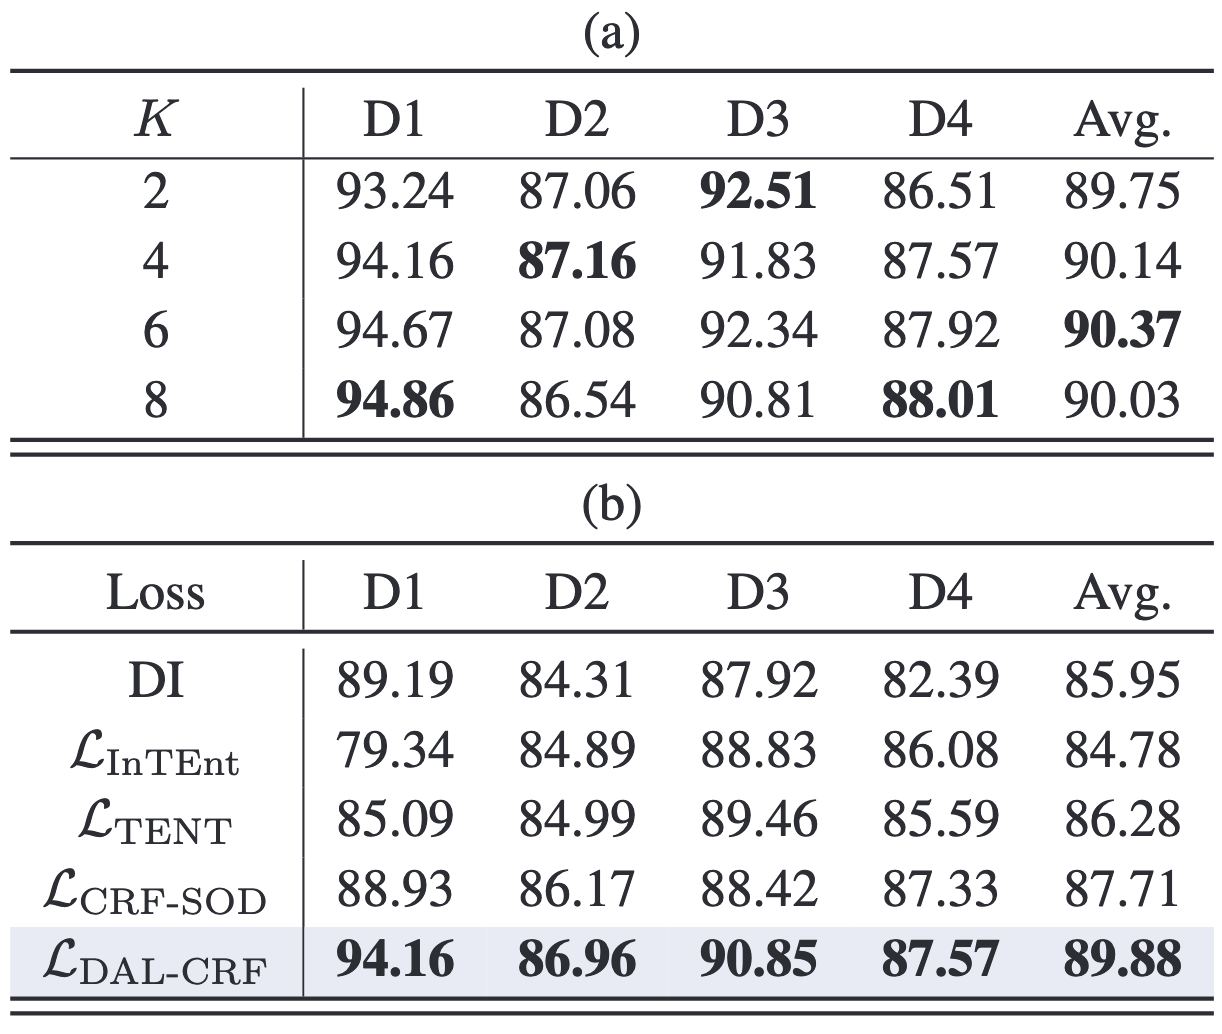 (a)
K D1 D2 D3 D4 Avg.
2 93.24 87.06 92.51 86.51 89.75
4 94.16 87.16 91.83 87.57 90.14
6 94.67 87.08 92.34 87.92 90.37
8 94.86 86.54 90.81 88.01 90.03
(b)
Loss D1 D2 D3 D4 Avg.
DI 89.19 84.31 87.92 82.39 85.95
ℒInTEnt 79.34 84.89 88.83 86.08 84.78
ℒTENT 85.09 84.99 89.46 85.59 86.28
ℒCRF-SOD 88.93 86.17 88.42 87.33 87.71
ℒDAL-CRF 94.16 86.96 90.85 87.57 89.88